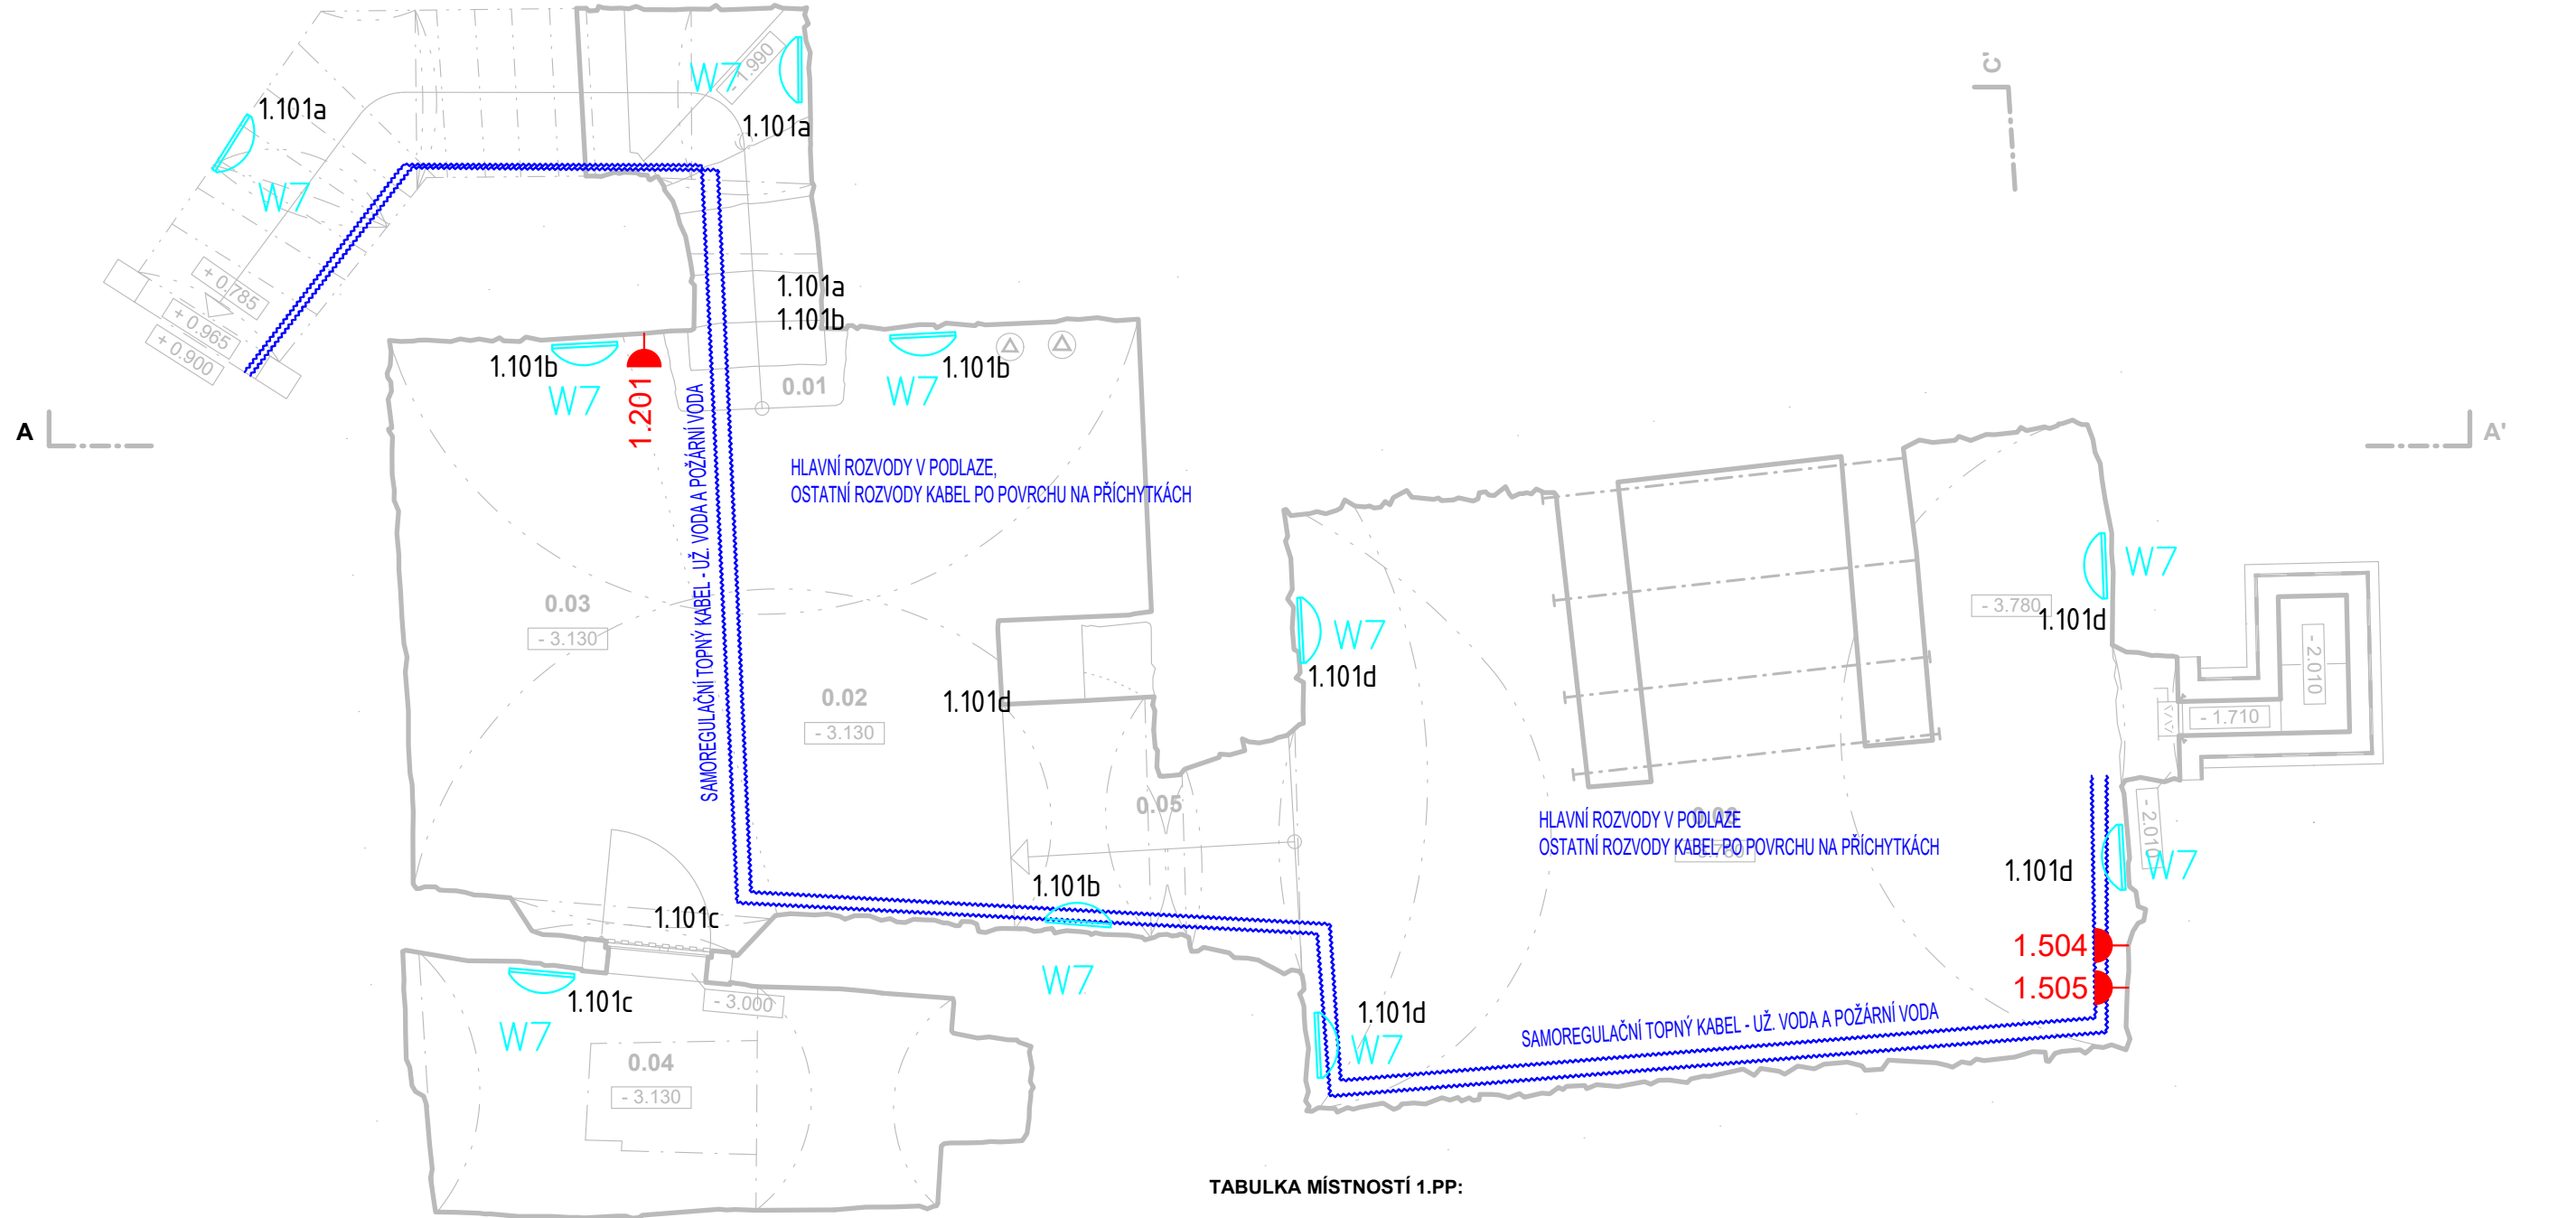 C'
W7
- 1.990
1.101a
1.101a
W7
+ 0.785
+ 0.965
+ 0.900
1.101a
1.101b
1.101b
W7
1.201
0.01
W7
1.101b
A
A'
HLAVNÍ ROZVODY V PODLAZE,
OSTATNÍ ROZVODY KABEL PO POVRCHU NA PŘÍCHYTKÁCH
SAMOREGULAČNÍ TOPNÝ KABEL - UŽ. VODA A POŽÁRNÍ VODA
0.03
- 3.130
0.02
- 3.130
1.101d
W7
1.101d
W7
- 3.780
1.101d
- 2.010
- 1.710
0.05
HLAVNÍ ROZVODY V PODLAZE
OSTATNÍ ROZVODY KABEL PO POVRCHU NA PŘÍCHYTKÁCH
- 2.010
1.101d
W7
1.101b
W7
1.101c
1.101c
W7
- 3.000
1.504
1.505
1.101d
W7
SAMOREGULAČNÍ TOPNÝ KABEL - UŽ. VODA A POŽÁRNÍ VODA
0.04
- 3.130
TABULKA MÍSTNOSTÍ 1.PP: